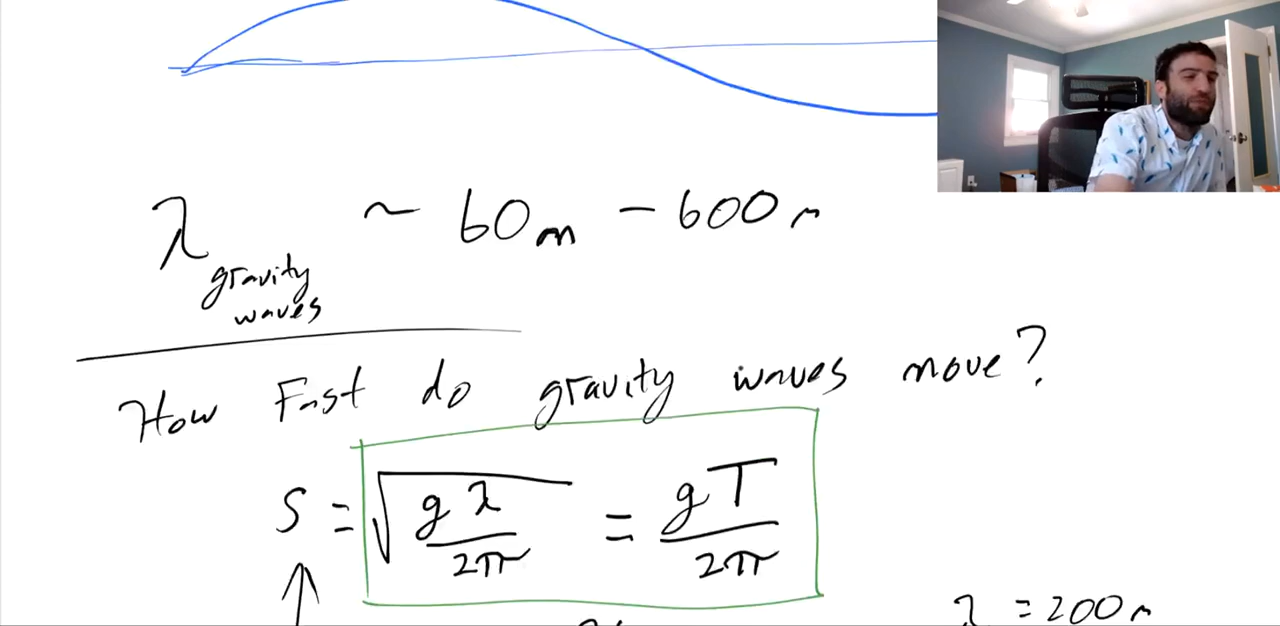 λ gravity waves ~ 60m - 600m
How Fast do gravity waves move?
S = √(gλ/2π) = gT/2π
λ = 200m